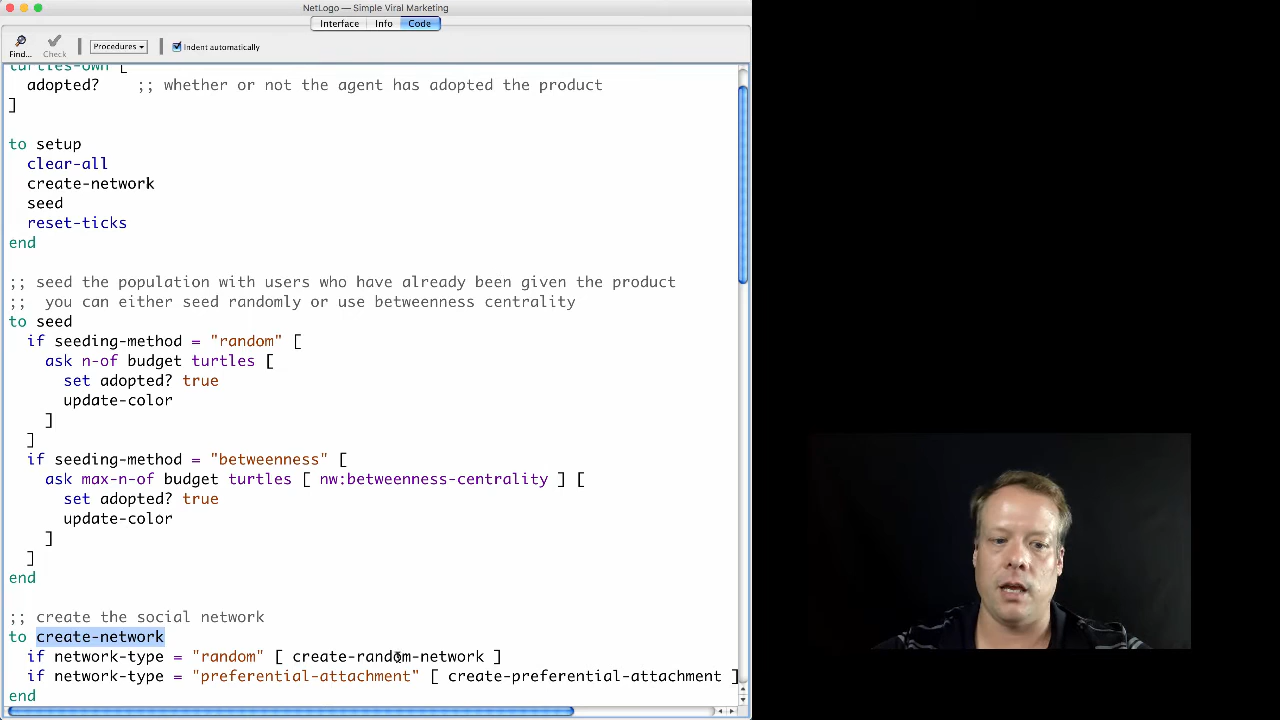 NetLogo — Simple Viral Marketing
Interface Info Code
Find... Check Procedures Indent automatically
turtles-own [
adopted? ;; whether or not the agent has adopted the product
]
to setup
clear-all
create-network
seed
reset-ticks
end
;; seed the population with users who have already been given the product
;; you can either seed randomly or use betweenness centrality
to seed
if seeding-method = "random" [
ask n-of budget turtles [
set adopted? true
update-color
]
]
if seeding-method = "betweenness" [
ask max-n-of budget turtles [ nw:betweenness-centrality ] [
set adopted? true
update-color
]
]
end
;; create the social network
to create-network
if network-type = "random" [ create-random-network ]
if network-type = "preferential-attachment" [ create-preferential-attachment ]
end